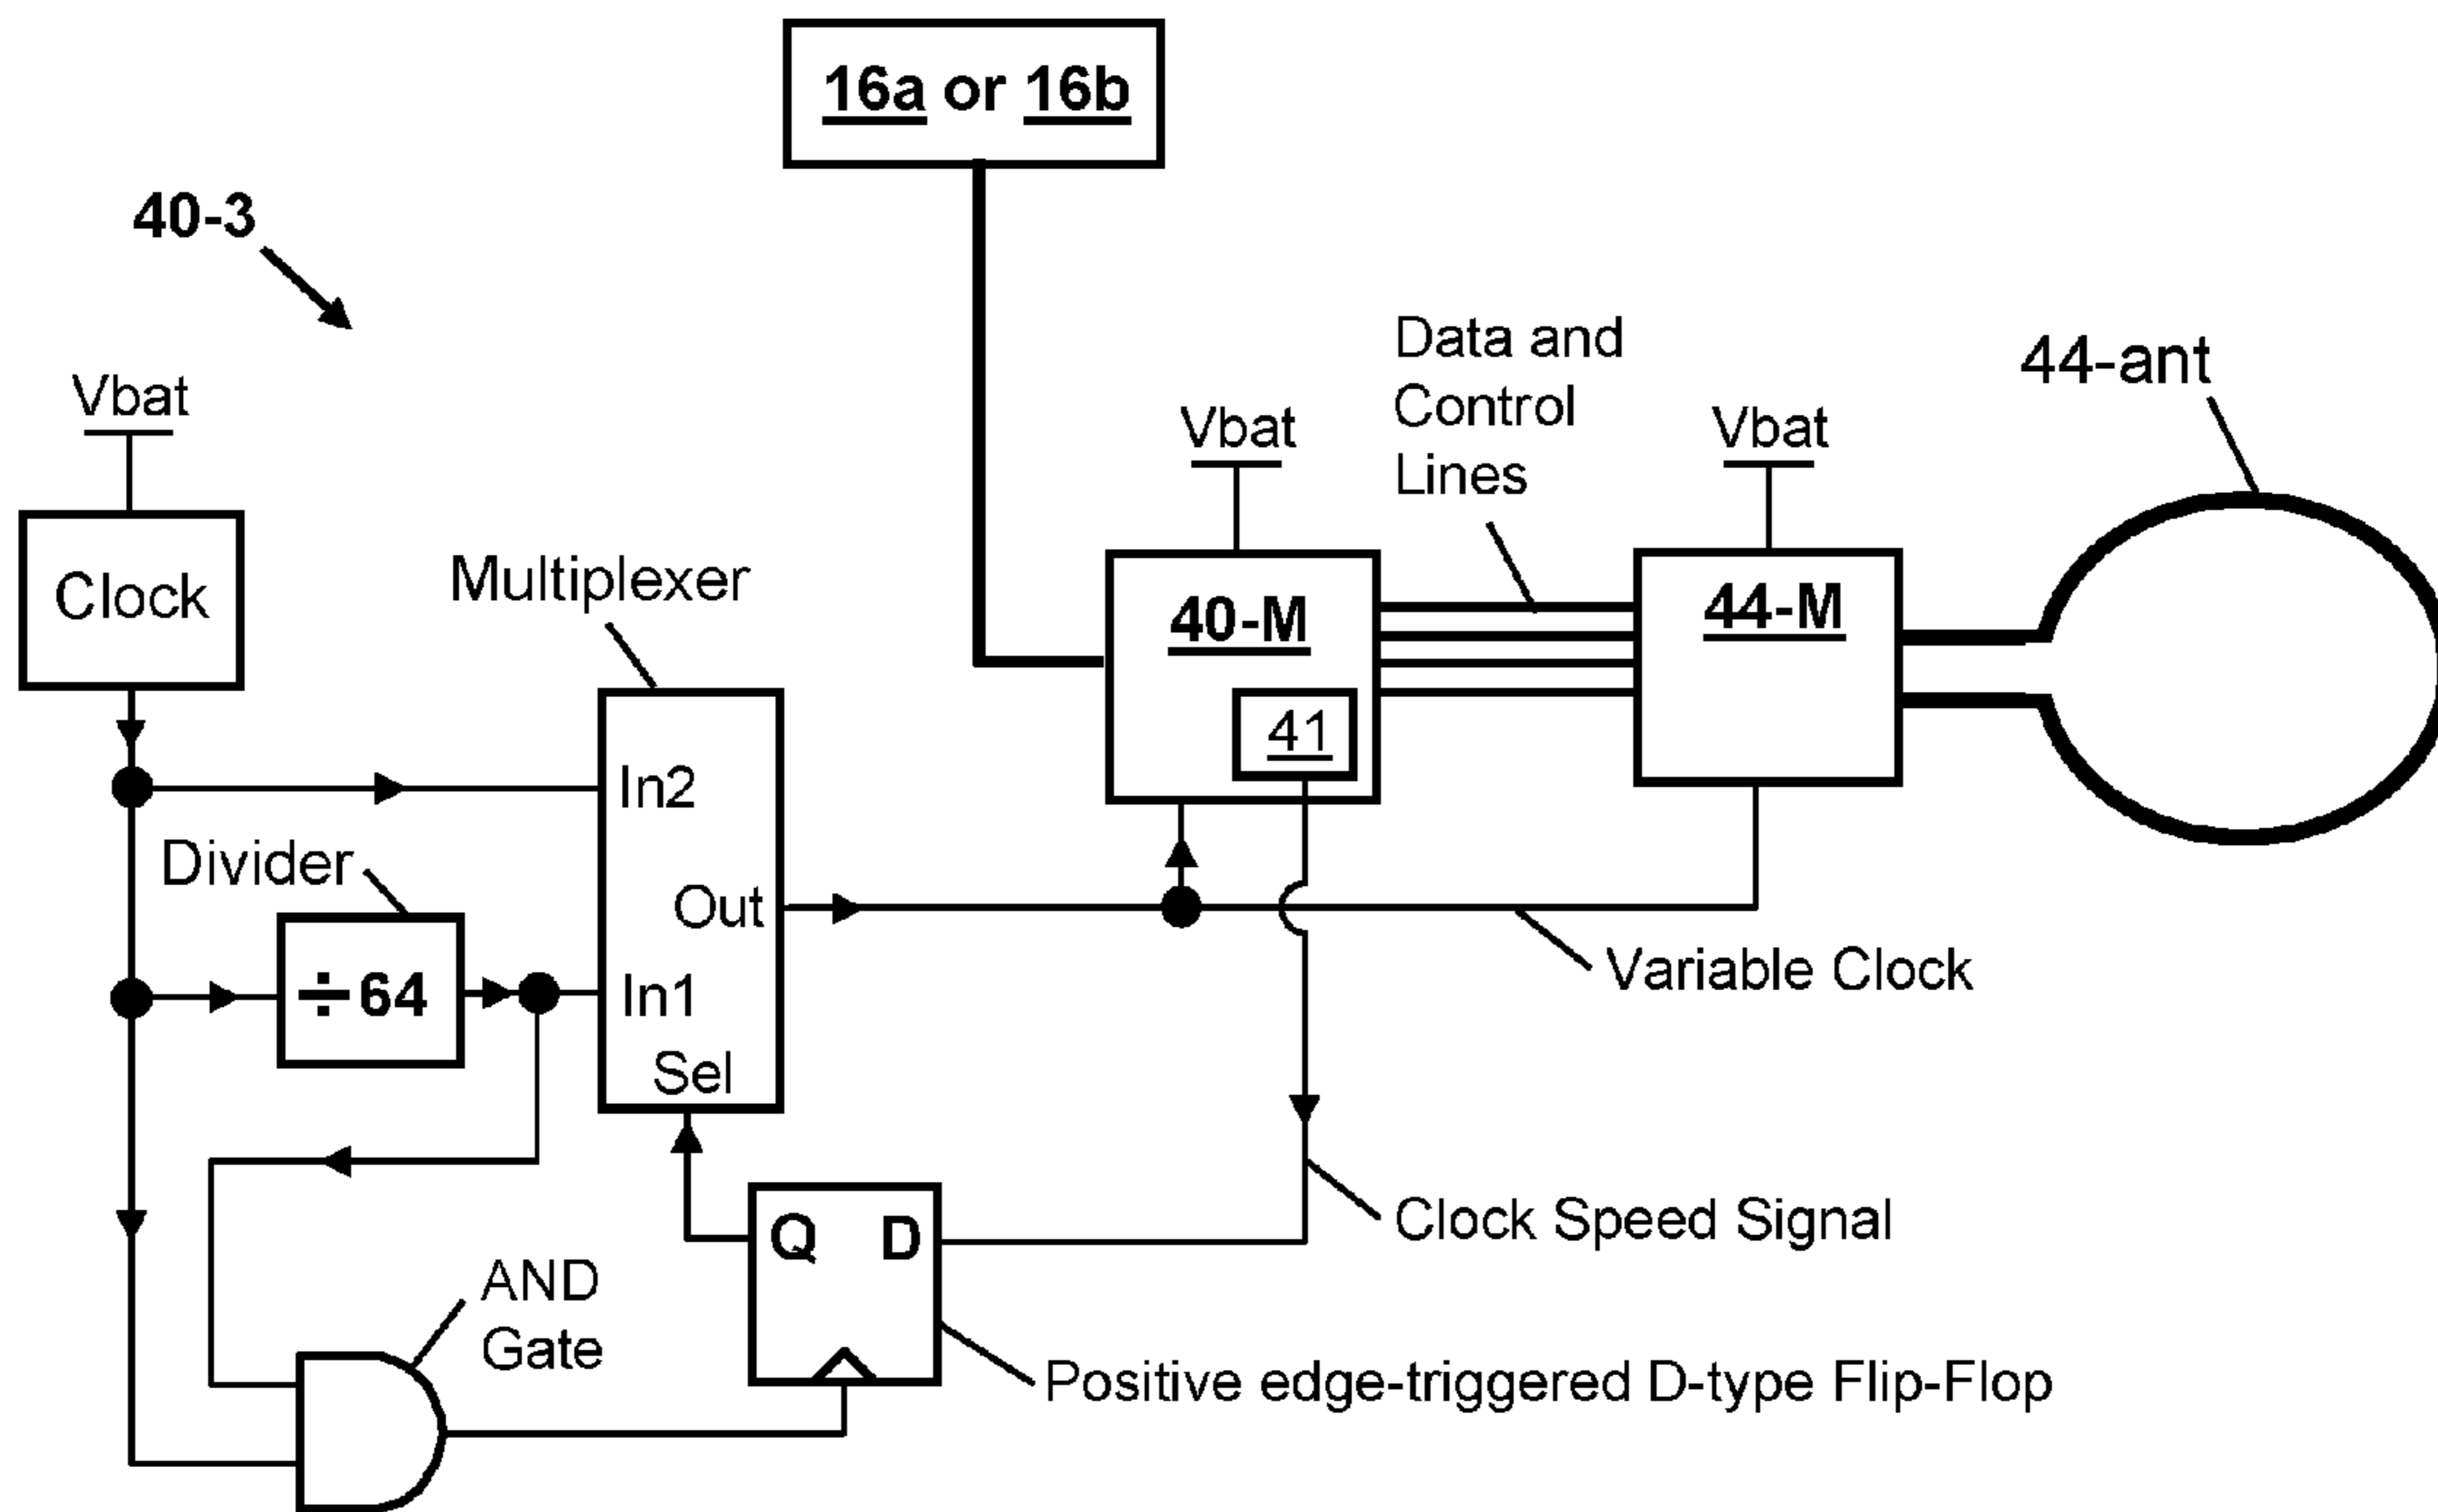 16a or 16b
40-3
Data and
Control
Lines
44-ant
Vbat
Vbat
Vbat
Clock
Multiplexer
40-M
44-M
41
In2
Divider
Out
÷64
In1
Variable Clock
Sel
Q
D
Clock Speed Signal
AND
Gate
Positive edge-triggered D-type Flip-Flop